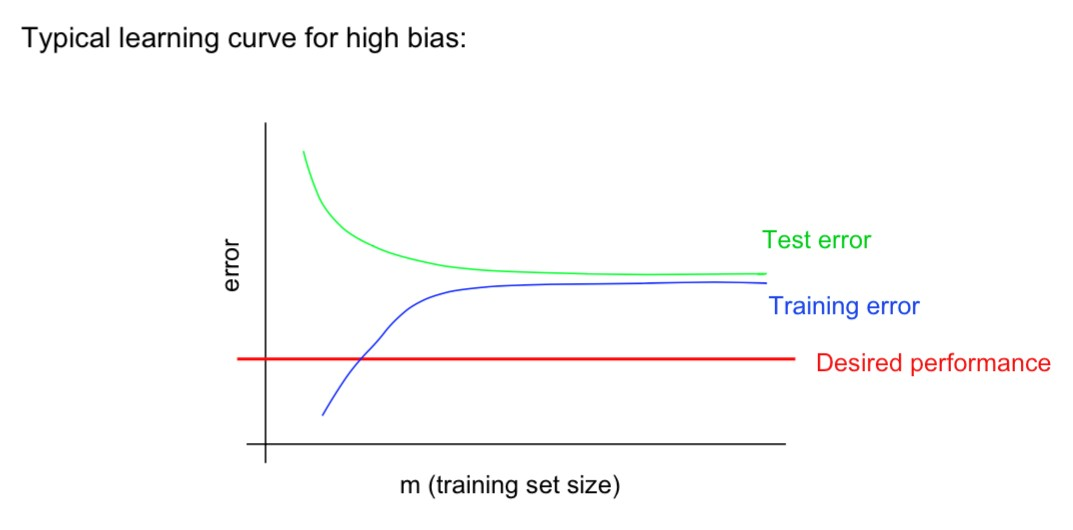 Typical learning curve for high bias:
error
Test error
Training error
Desired performance
m (training set size)